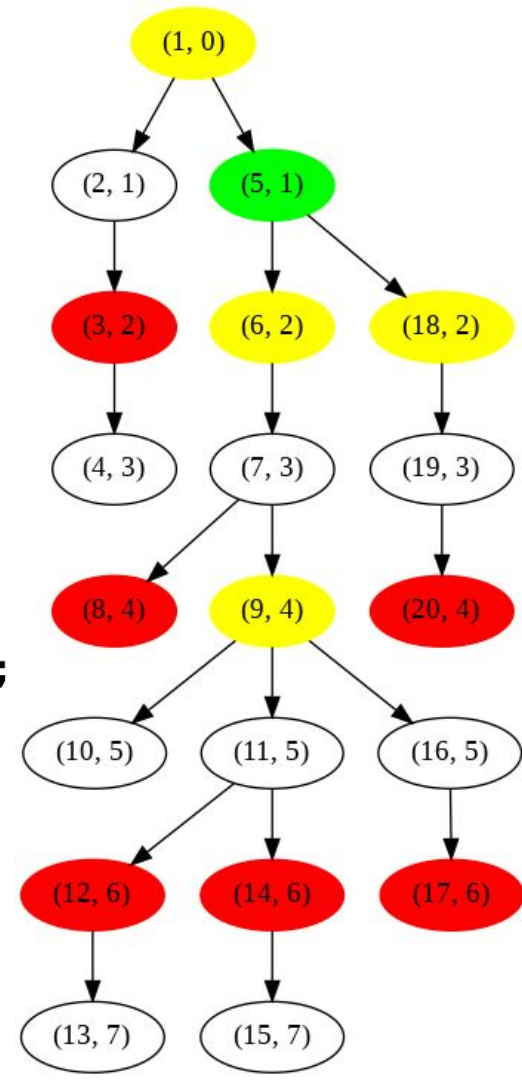 (1, 0)
(2, 1) (5, 1)
(3, 2) (6, 2) (18, 2)
(4, 3) (7, 3) (19, 3)
(8, 4) (9, 4) (20, 4)
;
(10, 5) (11, 5) (16, 5)
(12, 6) (14, 6) (17, 6)
(13, 7) (15, 7)